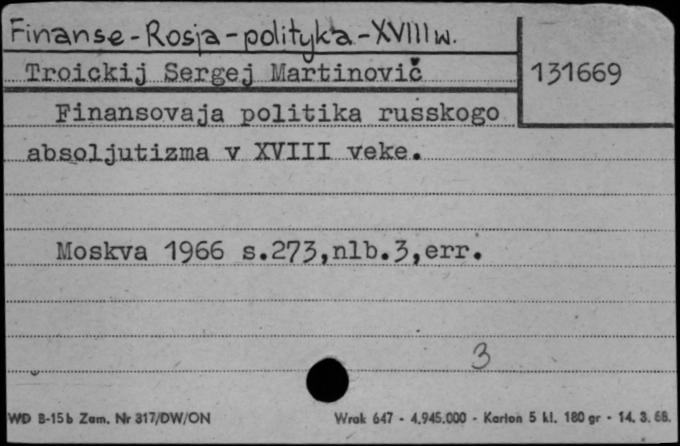 Finanse-Rosja-polityka-XVIII w.
Troickij Sergej Martinovič
131669
Finansovaja politika russkogo
absoljutizma v XVIII veke.
Moskva 1966 s.273,nlb.3,err.
3
WD B-15b Zam. Nr 317/DW/ON
Wrak 647 - 4.945.000 - Karton 5 kl. 180 gr - 14. 3. 68.